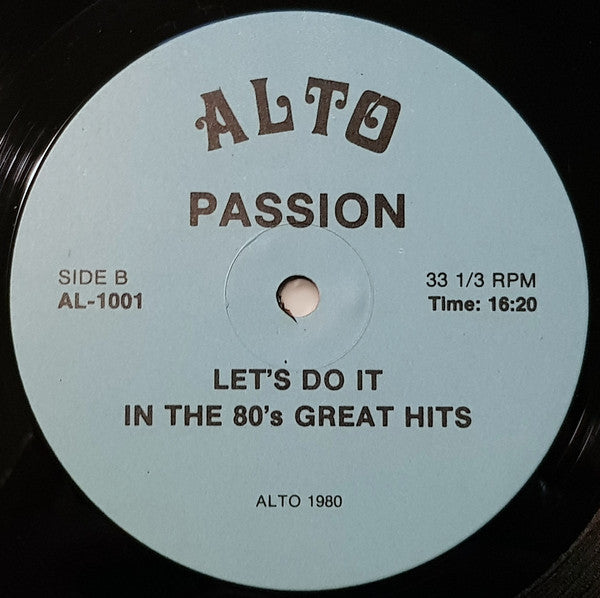 ALTO
PASSION
SIDE B
AL-1001
33 1/3 RPM
Time: 16:20
LET'S DO IT
IN THE 80's GREAT HITS
ALTO 1980